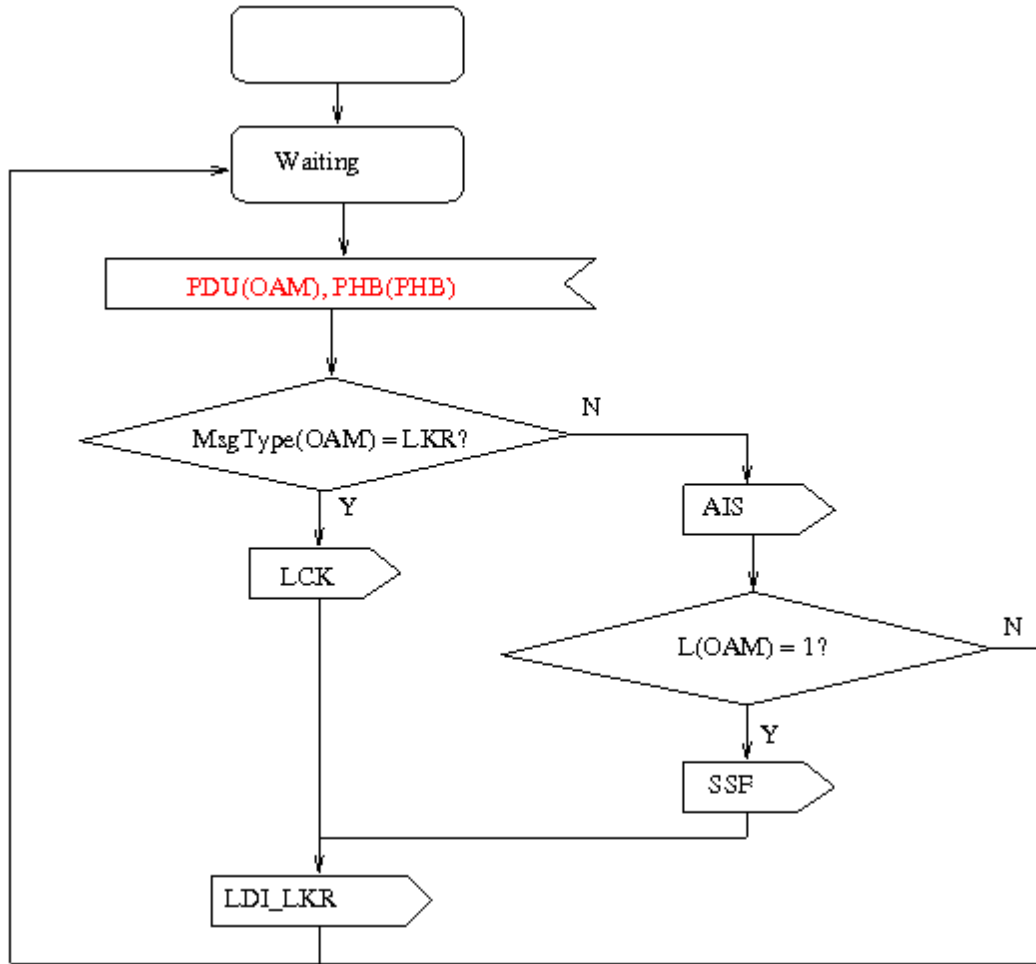 Waiting
PDU(OAM), PHB(PHB)
MsgType(OAM) = LKR?
N
Y
AIS
LCK
L(OAM) = 1?
N
Y
SSF
LDI_LKR